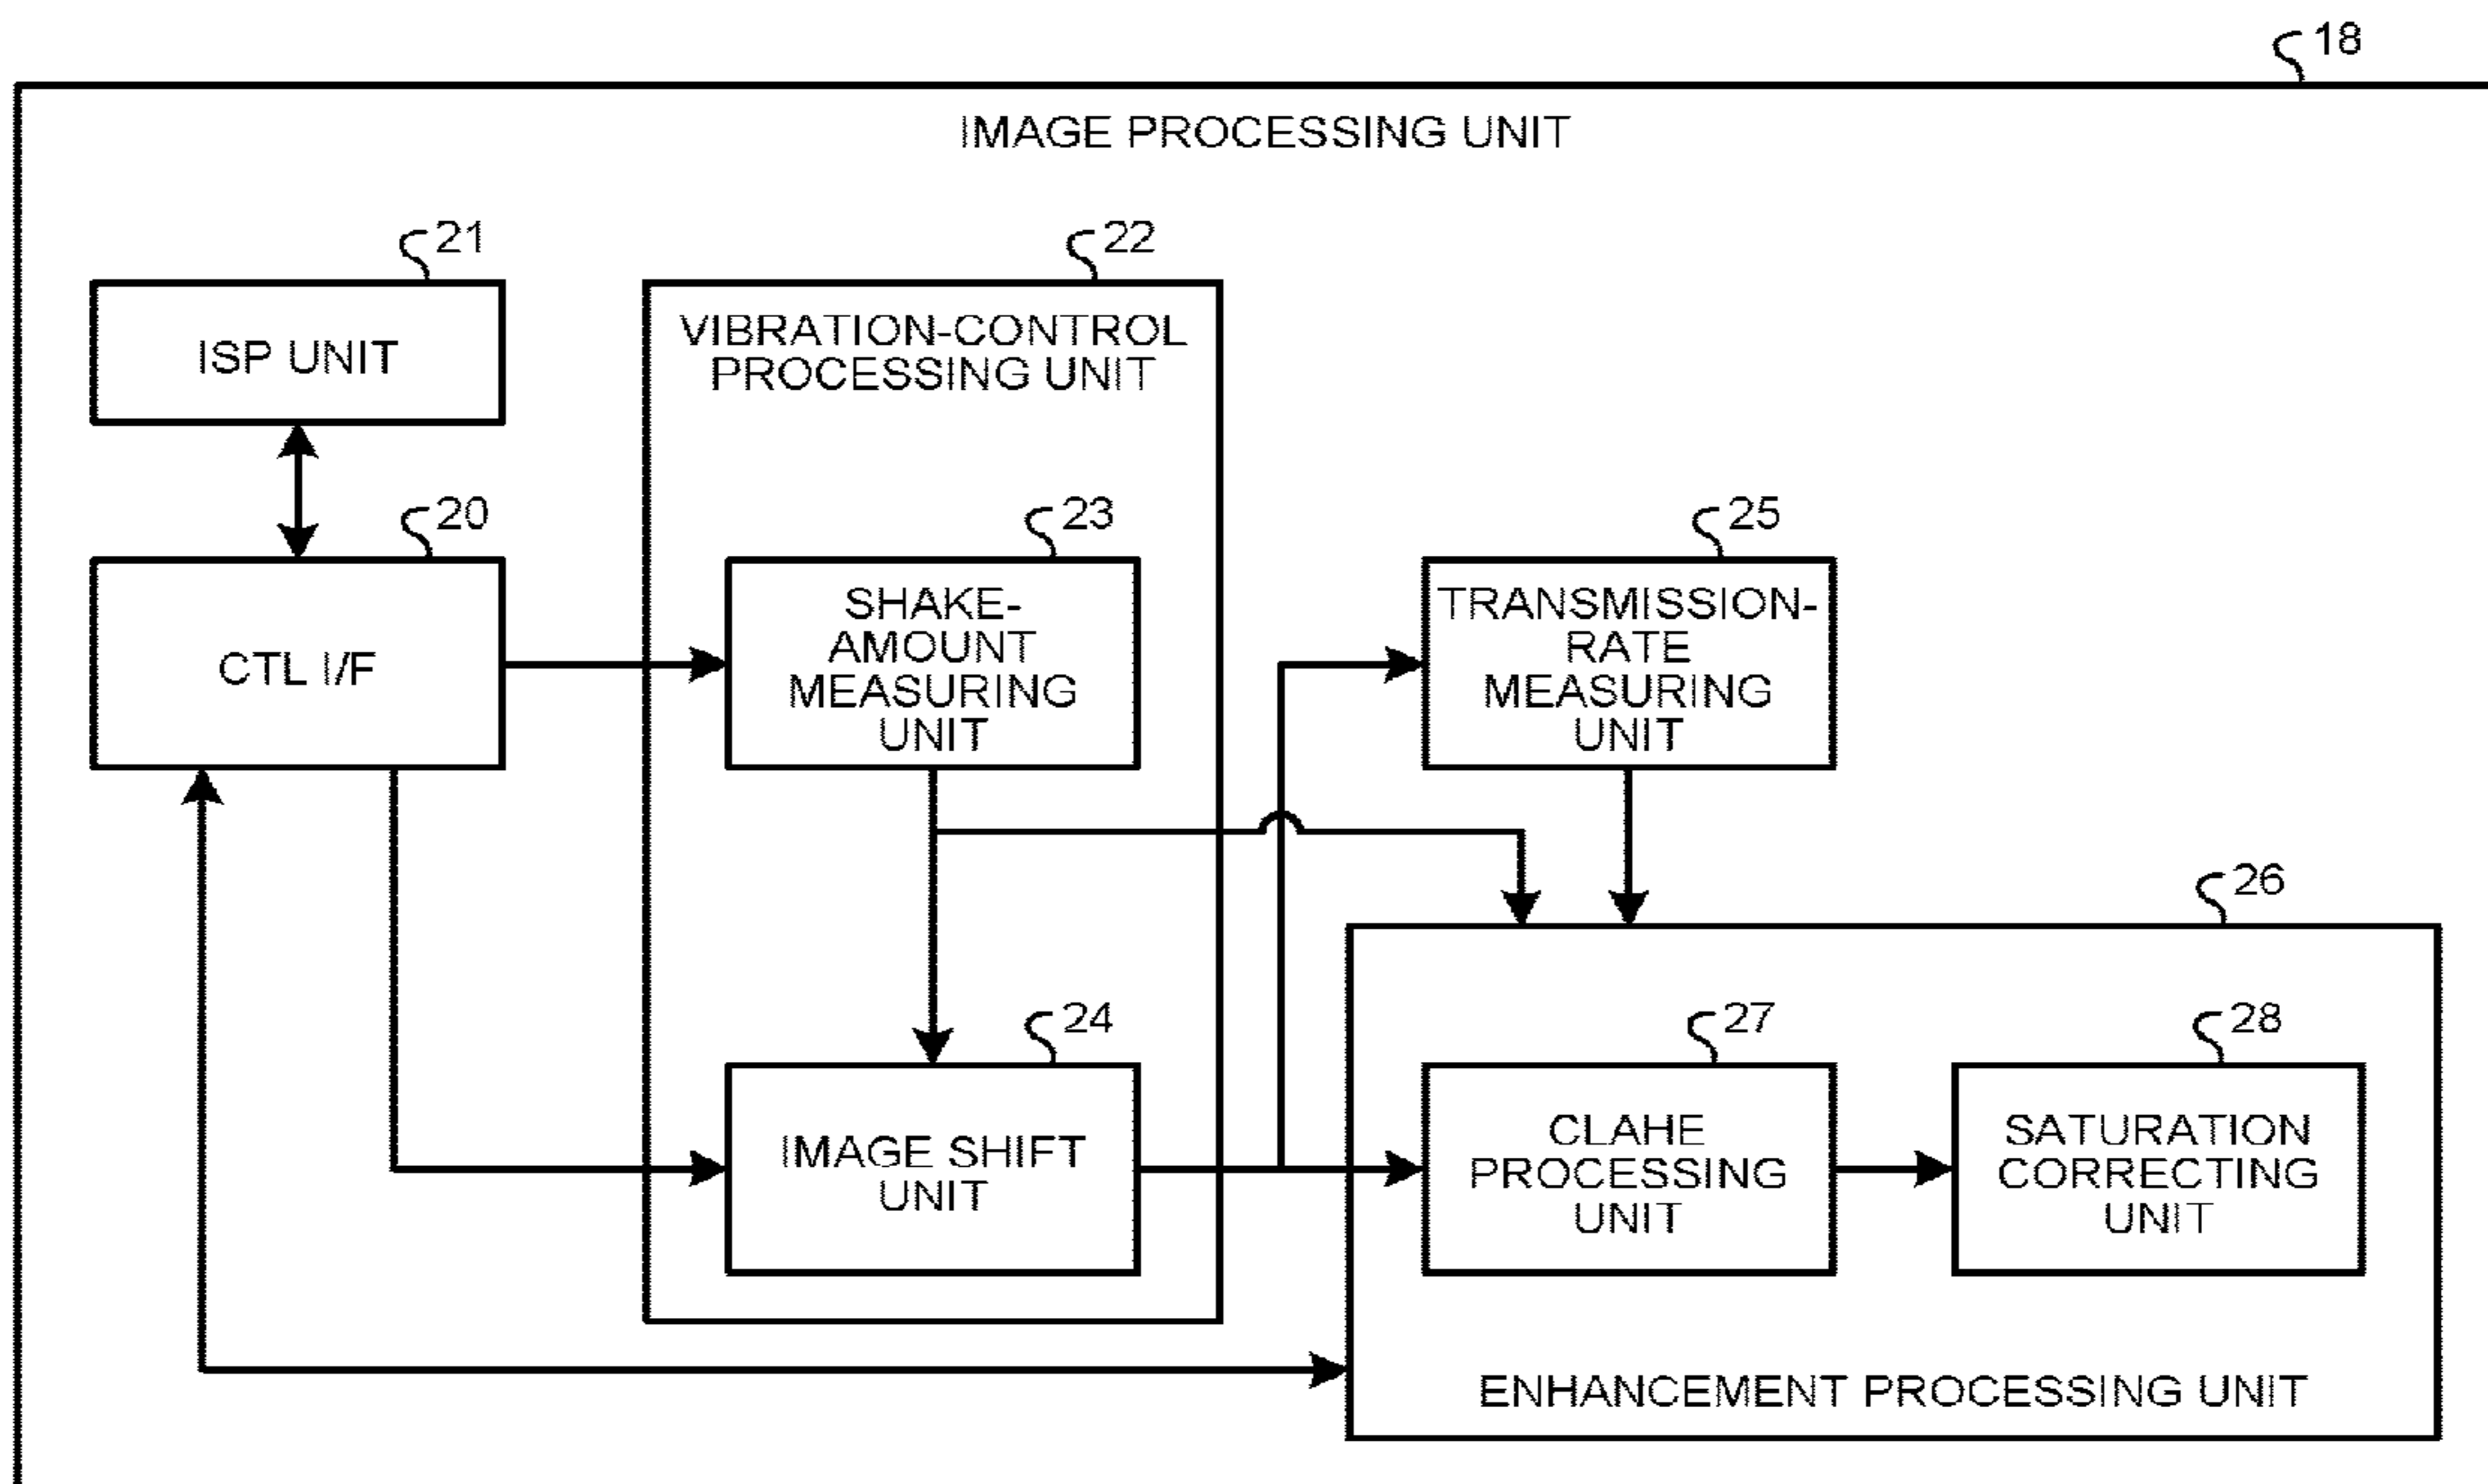 18
IMAGE PROCESSING UNIT
21
ISP UNIT
22
VIBRATION-CONTROL
PROCESSING UNIT
20
CTL I/F
23
SHAKE-
AMOUNT
MEASURING
UNIT
25
TRANSMISSION-
RATE
MEASURING
UNIT
24
IMAGE SHIFT
UNIT
26
27
CLAHE
PROCESSING
UNIT
28
SATURATION
CORRECTING
UNIT
ENHANCEMENT PROCESSING UNIT